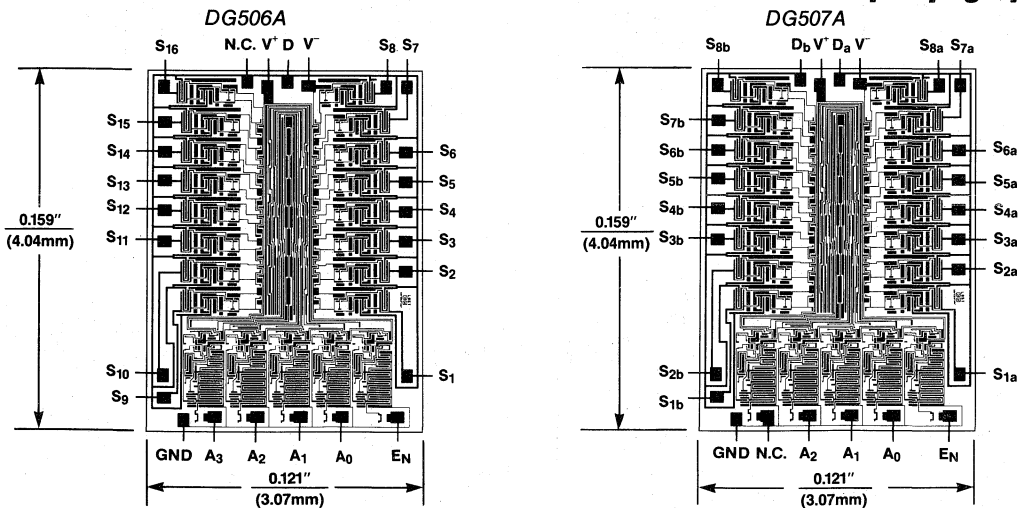 DG506A
S16 N.C. V+ D V- S8 S7
S15
S14
S13
S12
S11
S10
S9
S6
S5
S4
S3
S2
S1
0.159"
(4.04mm)
GND A3 A2 A1 A0 EN
0.121"
(3.07mm)
DG507A
S8b Db V+ Da V- S8a S7a
S7b
S6b
S5b
S4b
S3b
S2b
S1b
S6a
S5a
S4a
S3a
S2a
S1a
0.159"
(4.04mm)
GND N.C. A2 A1 A0 EN
0.121"
(3.07mm)